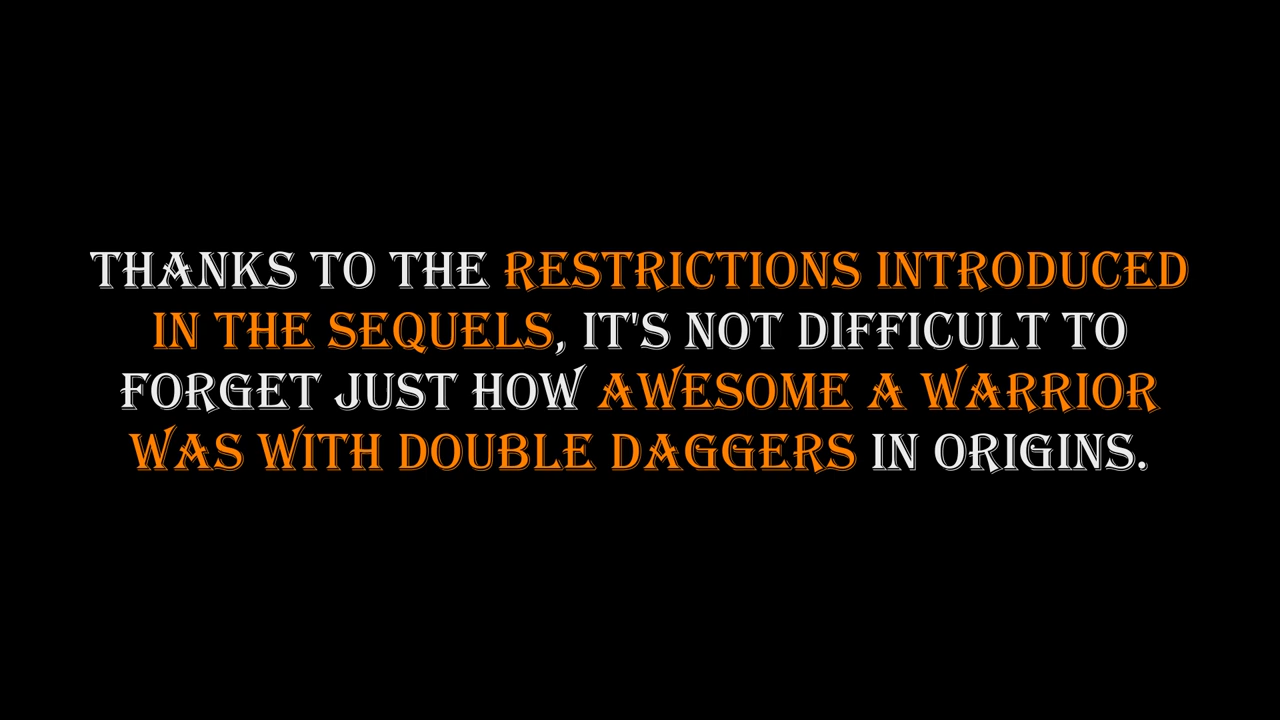 THANKS TO THE RESTRICTIONS INTRODUCED
IN THE SEQUELS, IT'S NOT DIFFICULT TO
FORGET JUST HOW AWESOME A WARRIOR
WAS WITH DOUBLE DAGGERS IN ORIGINS.